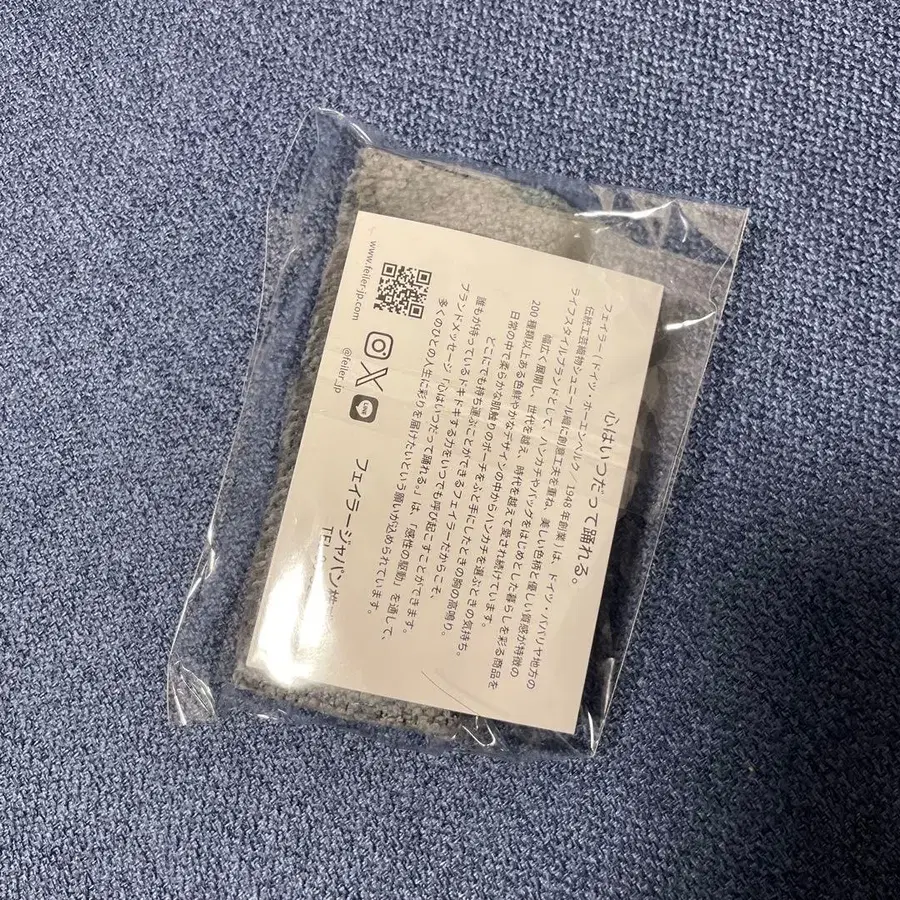 心はいつだって踊れる。
フェイラー(ドイツ・ホーエンベルク/1948年創業)は、ドイツ・ババリヤ地方の
伝統工芸織物シュニール織に創意工夫を重ね、美しい色柄と優しい質感が特徴の
ライフスタイルブランドとして、ハンカチやバッグをはじめとした暮らしを彩る商品を
幅広く展開し、世代を越え、時代を越えて愛され続けています。
200種類以上ある色鮮やかなデザインの中からハンカチを選ぶときの気持ち。
日常の中で柔らかな肌触りのポーチをふと手にしたときの胸の高鳴り。
どこにでも持ち運ぶことができるフェイラーだからこそ、
誰もが持っているドキドキする力をいつでも呼び起こすことができます。
ブランドメッセージ「心はいつだって踊れる。」は、「感性の駆動」を通して、
多くのひとの人生に彩りを届けたいという願いが込められています。
フェイラージャパン株
TEL
www.feiler-jp.com
@feiler_jp
LINE